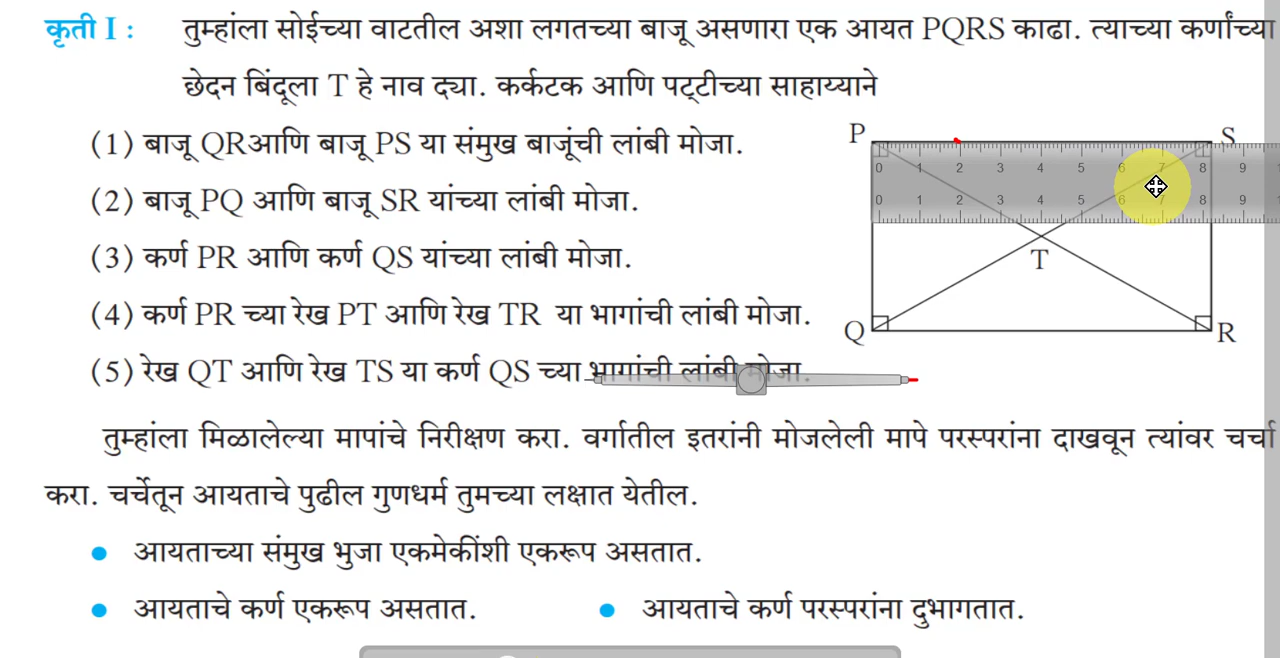 कृती I : तुम्हांला सोईच्या वाटतील अशा लगतच्या बाजू असणारा एक आयत PQRS काढा. त्याच्या कर्णांच्या
छेदन बिंदूला T हे नाव द्या. कर्कटक आणि पट्टीच्या साहाय्याने
(1) बाजू QRआणि बाजू PS या संमुख बाजूंची लांबी मोजा.
(2) बाजू PQ आणि बाजू SR यांच्या लांबी मोजा.
(3) कर्ण PR आणि कर्ण QS यांच्या लांबी मोजा.
(4) कर्ण PR च्या रेख PT आणि रेख TR या भागांची लांबी मोजा.
(5) रेख QT आणि रेख TS या कर्ण QS च्या भागांची लांबी मोजा.
P S
0 1 2 3 4 5 6 7 8 9
0 1 2 3 4 5 6 7 8 9
T
Q R
तुम्हांला मिळालेल्या मापांचे निरीक्षण करा. वर्गातील इतरांनी मोजलेली मापे परस्परांना दाखवून त्यांवर चर्चा
करा. चर्चेतून आयताचे पुढील गुणधर्म तुमच्या लक्षात येतील.
● आयताच्या संमुख भुजा एकमेकींशी एकरूप असतात.
● आयताचे कर्ण एकरूप असतात. ● आयताचे कर्ण परस्परांना दुभागतात.